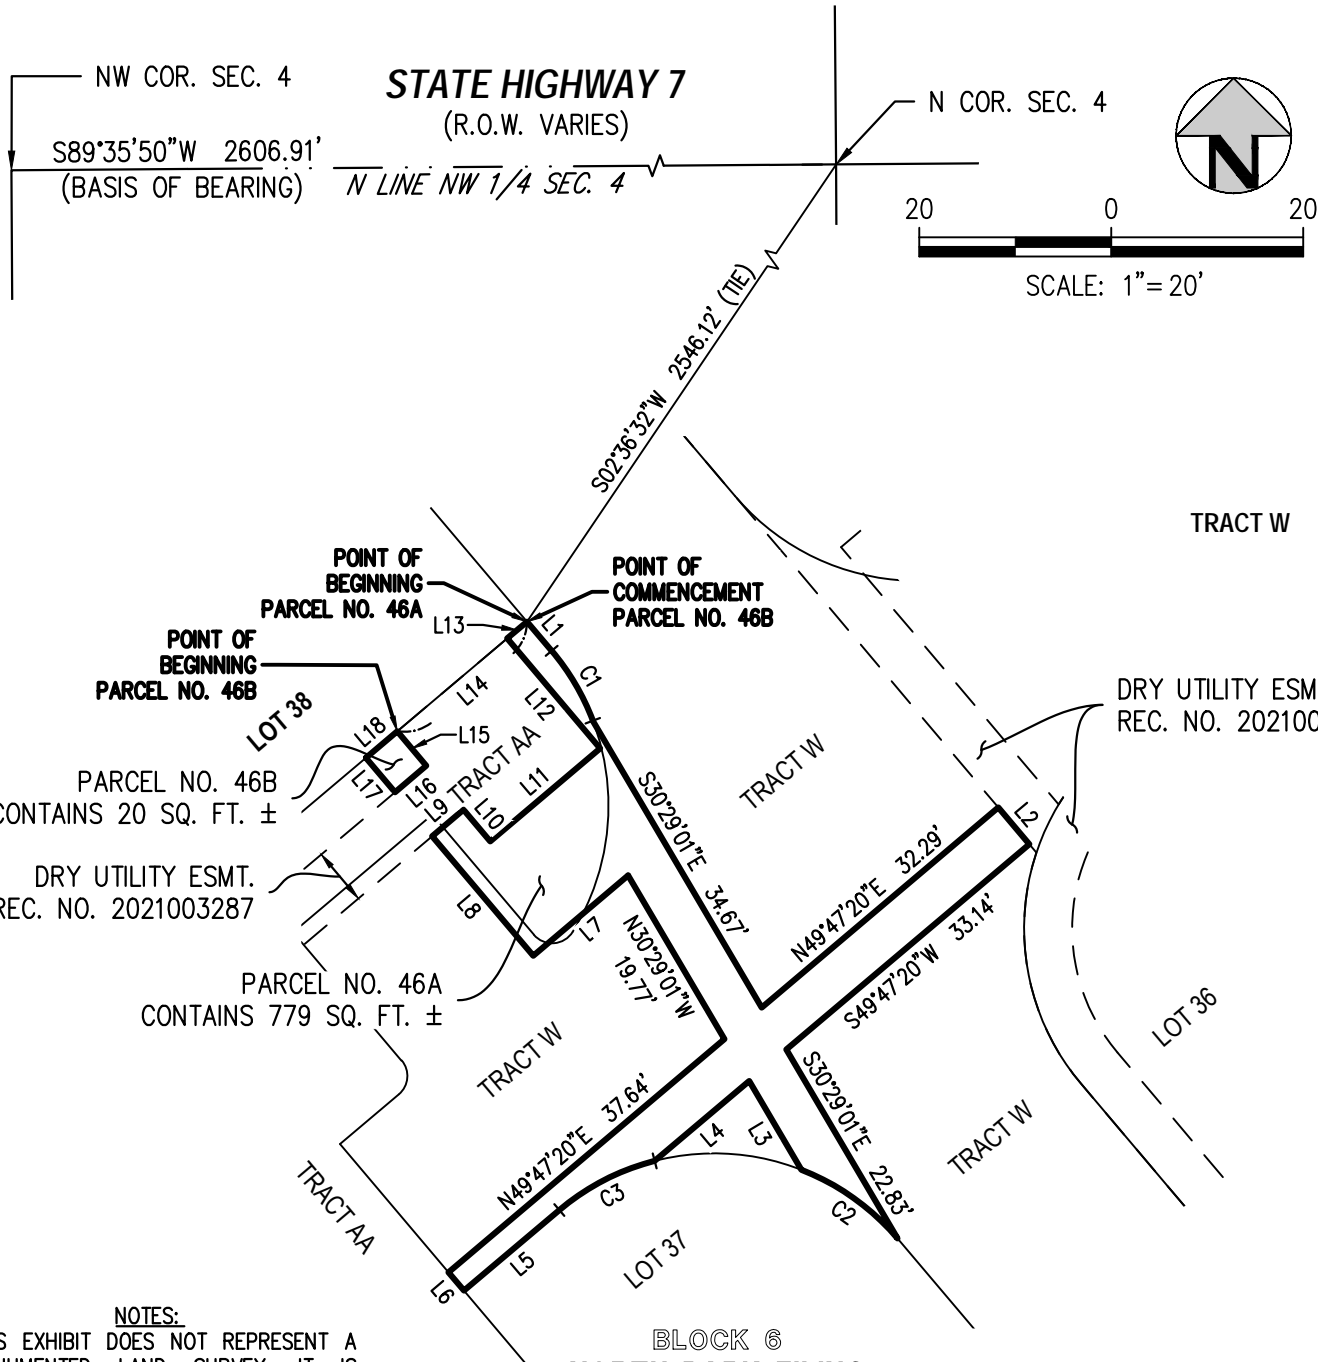 NW COR. SEC. 4
STATE HIGHWAY 7
(R.O.W. VARIES)
N COR. SEC. 4
N
S89°35'50"W 2606.91'
(BASIS OF BEARING)
N LINE NW 1/4 SEC. 4
20 0 20
SCALE: 1"=20'
S02°36'32"W 2546.12' (TIE)
TRACT W
POINT OF
BEGINNING
PARCEL NO. 46A
POINT OF
COMMENCEMENT
PARCEL NO. 46B
L13
L1
POINT OF
BEGINNING
PARCEL NO. 46B
LOT 38
L14
L12
C1
L18
L15
L17
L16
TRACT AA
L9
L10
L11
PARCEL NO. 46B
CONTAINS 20 SQ. FT. ±
DRY UTILITY ESM
REC. NO. 202100
TRACT W
S30°29'01"E 34.67'
L2
N49°47'20"E 32.29'
S49°47'20"W 33.14'
DRY UTILITY ESMT.
REC. NO. 2021003287
L8
L7
N30°29'01"W
19.77'
PARCEL NO. 46A
CONTAINS 779 SQ. FT. ±
LOT 36
TRACT W
S30°29'01"E 22.83'
TRACT W
N49°47'20"E 37.64'
L4
L3
C3
C2
TRACT AA
L5
L6
LOT 37
NOTES:
S EXHIBIT DOES NOT REPRESENT A
BLOCK 6